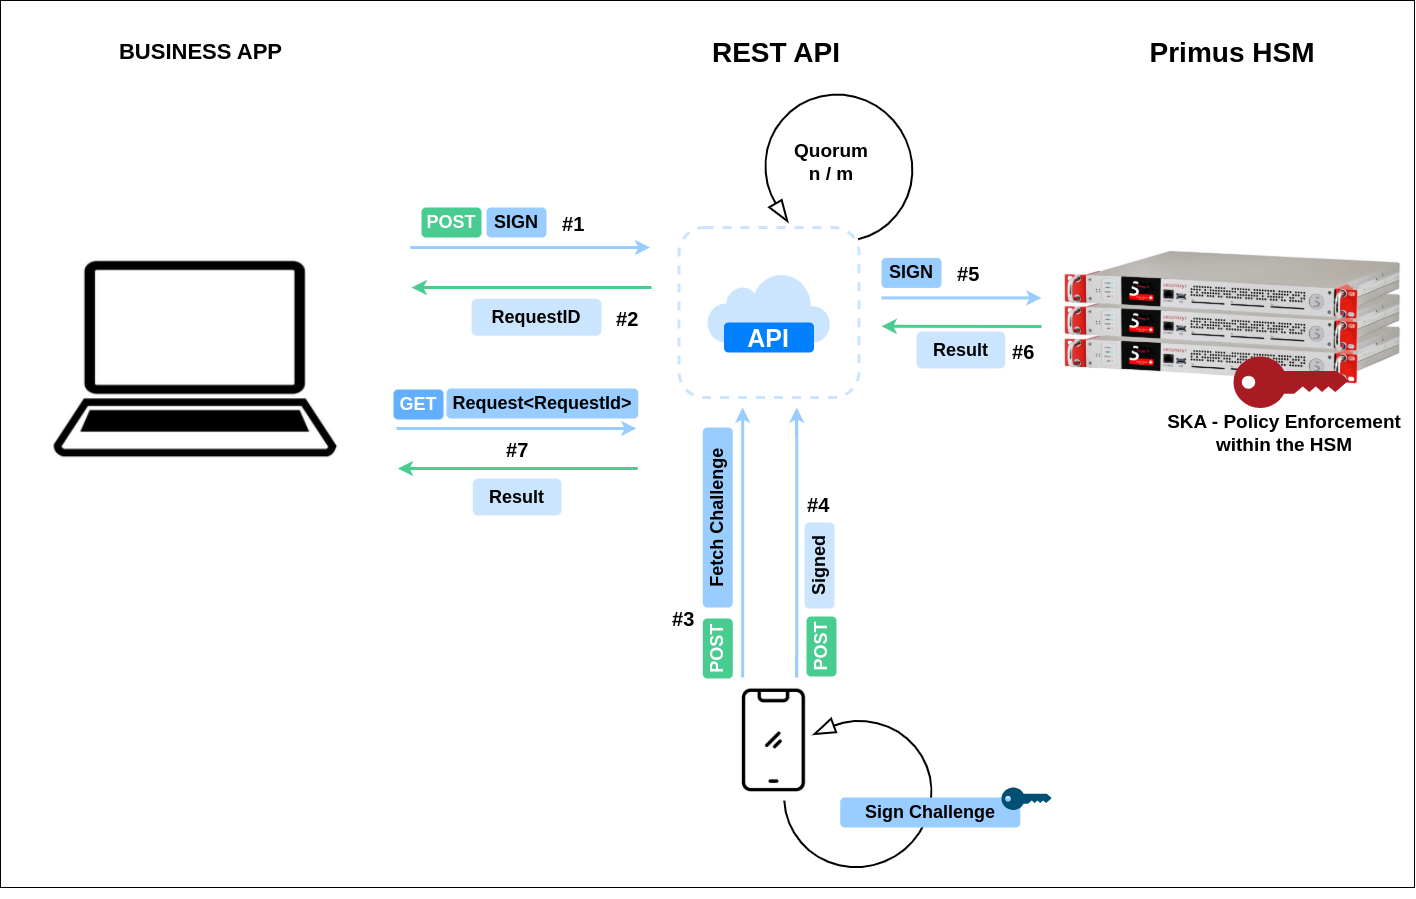 BUSINESS APP
REST API
Primus HSM
Quorum
n / m
POST SIGN #1
RequestID #2
API
SIGN #5
Result #6
GET Request<RequestId>
#7
Result
SKA - Policy Enforcement
within the HSM
Fetch Challenge
POST
#3
#4
Signed
POST
Sign Challenge